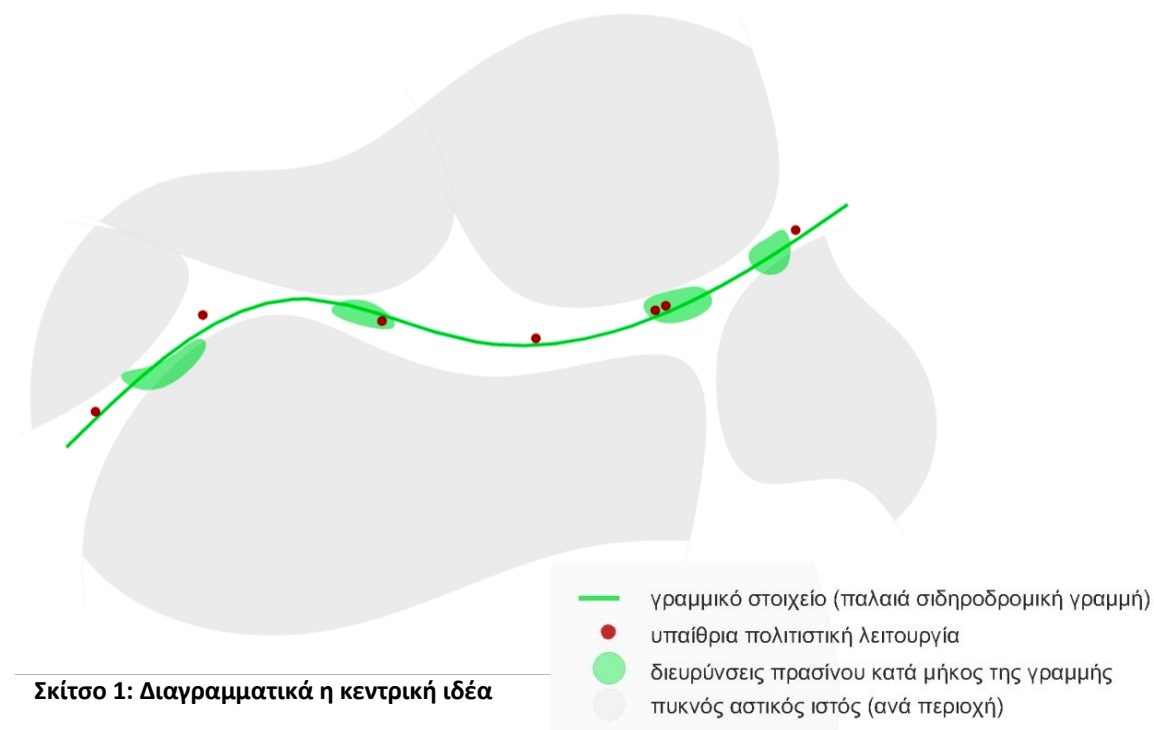 γραμμικό στοιχείο (παλαιά σιδηροδρομική γραμμή)
υπαίθρια πολιτιστική λειτουργία
διευρύνσεις πρασίνου κατά μήκος της γραμμής
πυκνός αστικός ιστός (ανά περιοχή)
Σκίτσο 1: Διαγραμματικά η κεντρική ιδέα